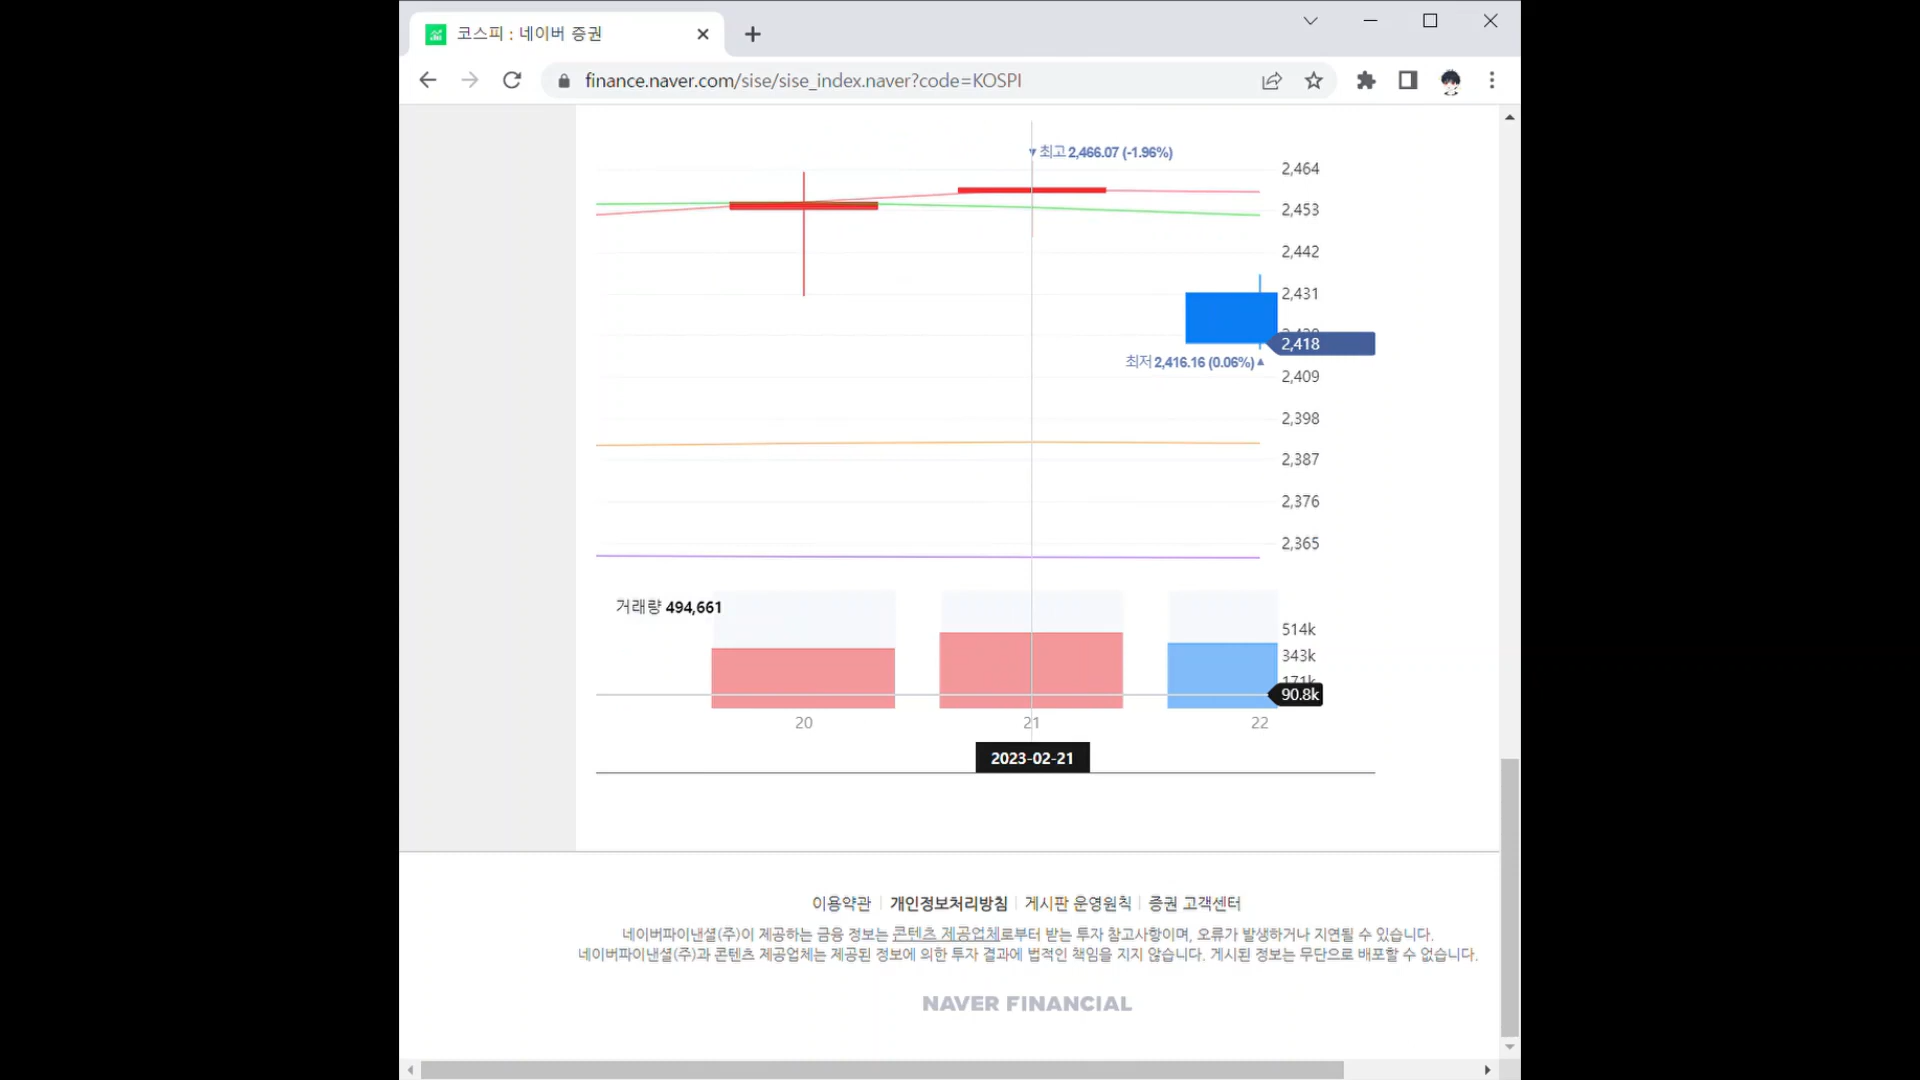 코스피 : 네이버 증권
finance.naver.com/sise/sise_index.naver?code=KOSPI
최고 2,466.07 (-1.96%)
2,464
2,453
2,442
2,431
2,418
최저 2,416.16 (0.06%)
2,409
2,398
2,387
2,376
2,365
거래량 494,661
514k
343k
171k
90.8k
20 21 22
2023-02-21
이용약관 개인정보처리방침 게시판 운영원칙 증권 고객센터
네이버파이낸셜(주)이 제공하는 금융 정보는 콘텐츠 제공업체로부터 받는 투자 참고사항이며, 오류가 발생하거나 지연될 수 있습니다.
네이버파이낸셜(주)과 콘텐츠 제공업체는 제공된 정보에 의한 투자 결과에 법적인 책임을 지지 않습니다. 게시된 정보는 무단으로 배포할 수 없습니다.
NAVER FINANCIAL